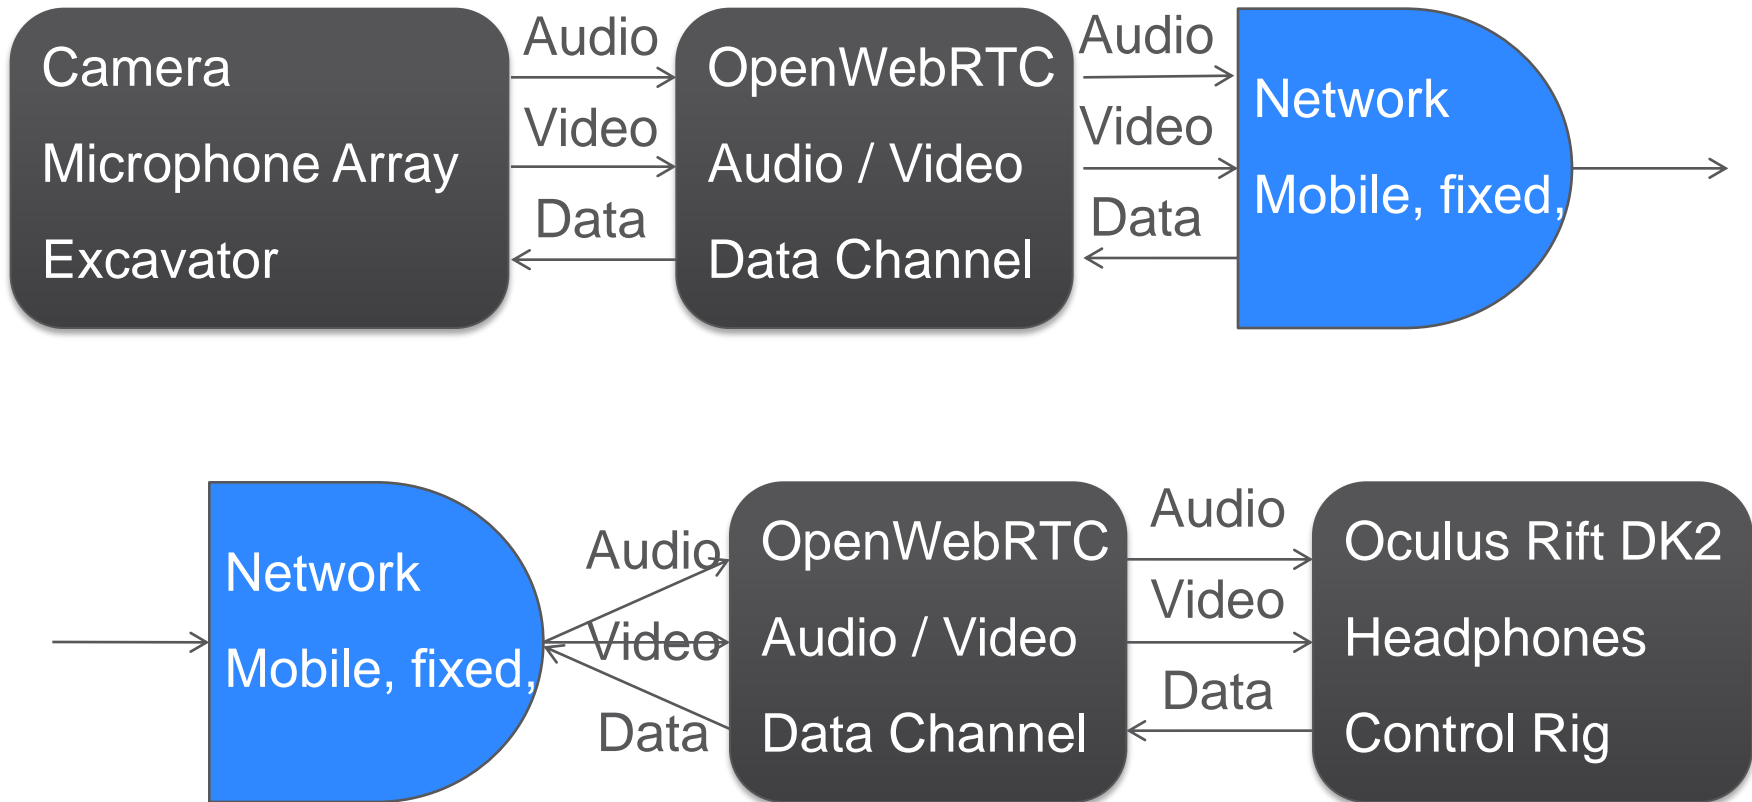 Camera
Microphone Array
Excavator
Audio
Video
Data
OpenWebRTC
Audio / Video
Data Channel
Audio
Video
Data
Network
Mobile, fixed,
Network
Mobile, fixed,
Audio
Video
Data
OpenWebRTC
Audio / Video
Data Channel
Audio
Video
Data
Oculus Rift DK2
Headphones
Control Rig